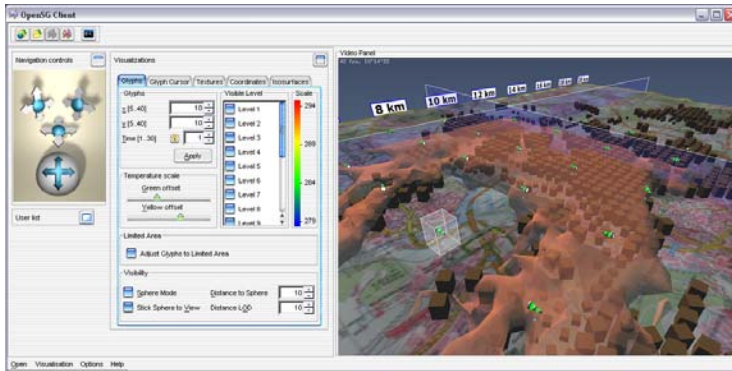 OpenSG Client
Navigation controls
User list
Visualizations
Glyphs Glyph Cursor Textures Coordinates Isosurfaces
Glyphs
x [5..40] 10
y [5..40] 10
Time [1..30] 1
Apply
Temperature scale
Green offset
Yellow offset
Visible Level
Level 1
Level 2
Level 3
Level 4
Level 5
Level 6
Level 7
Level 8
Level 9
Scale
294
289
284
279
Limited Area
Adjust Glyphs to Limited Area
Visibility
Sphere Mode Distance to Sphere 10
Stick Sphere to View Distance LOD 10
Video Panel
8 km 10 km 12 km 14 km
Open Visualisation Options Help